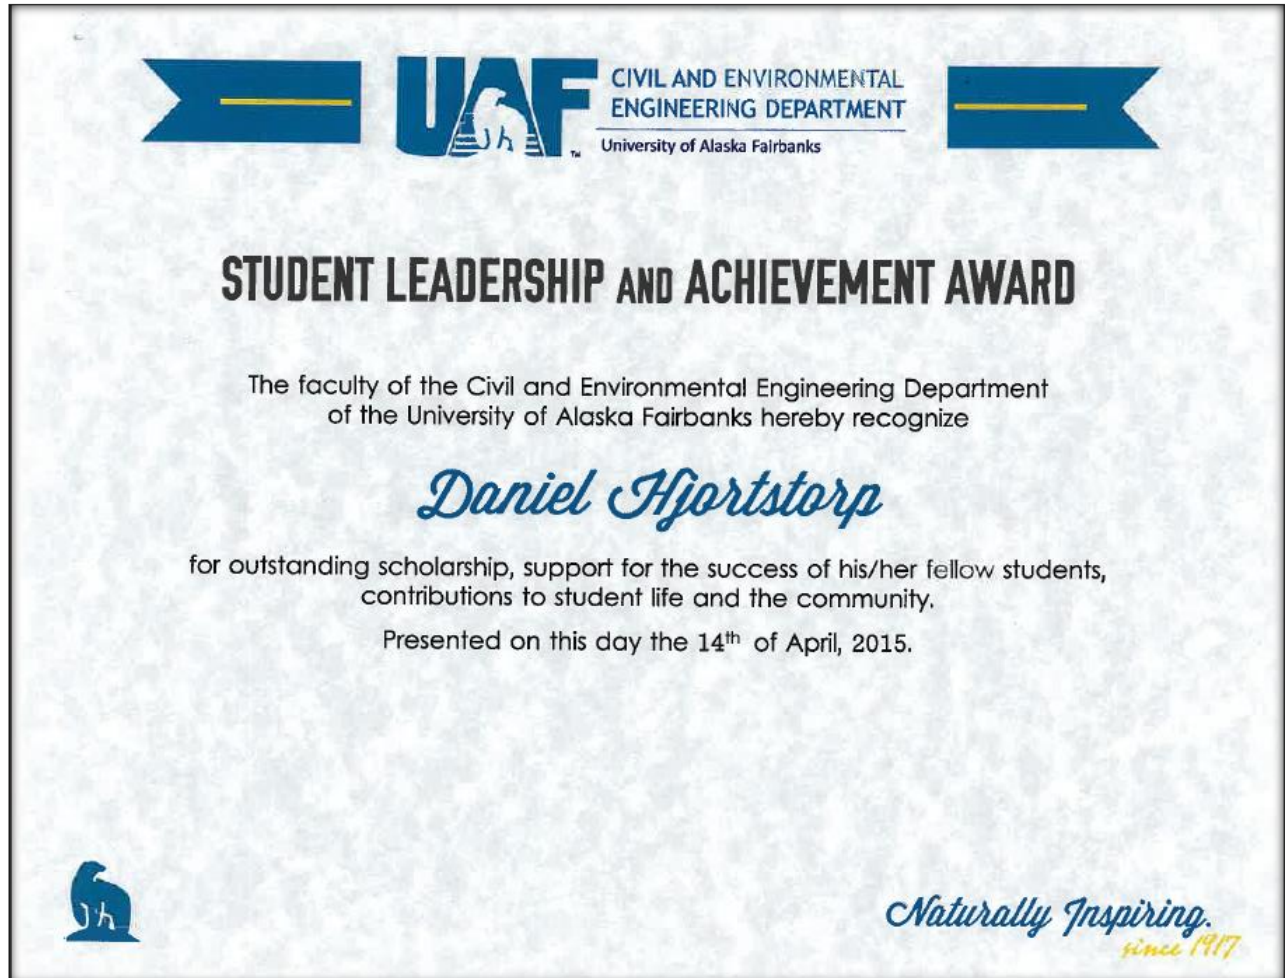 UAF
CIVIL AND ENVIRONMENTAL
ENGINEERING DEPARTMENT
University of Alaska Fairbanks
TM
STUDENT LEADERSHIP AND ACHIEVEMENT AWARD
The faculty of the Civil and Environmental Engineering Department
of the University of Alaska Fairbanks hereby recognize
Daniel Hjortstorp
for outstanding scholarship, support for the success of his/her fellow students,
contributions to student life and the community.
Presented on this day the 14th of April, 2015.
Naturally Inspiring.
since 1917